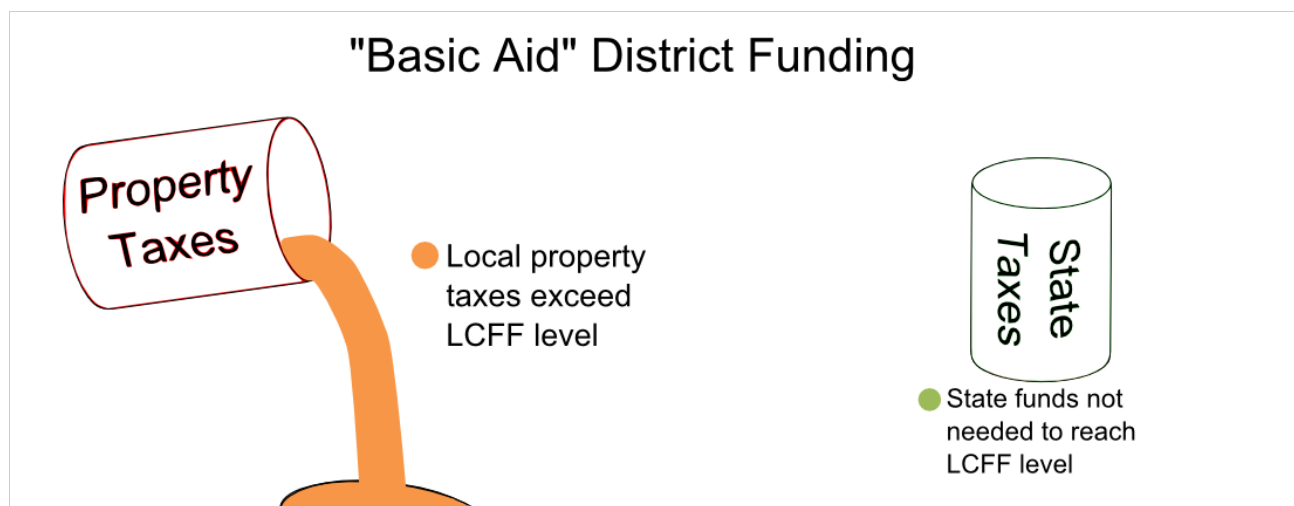 "Basic Aid" District Funding
Property
Taxes
Local property
taxes exceed
LCFF level
State
Taxes
State funds not
needed to reach
LCFF level